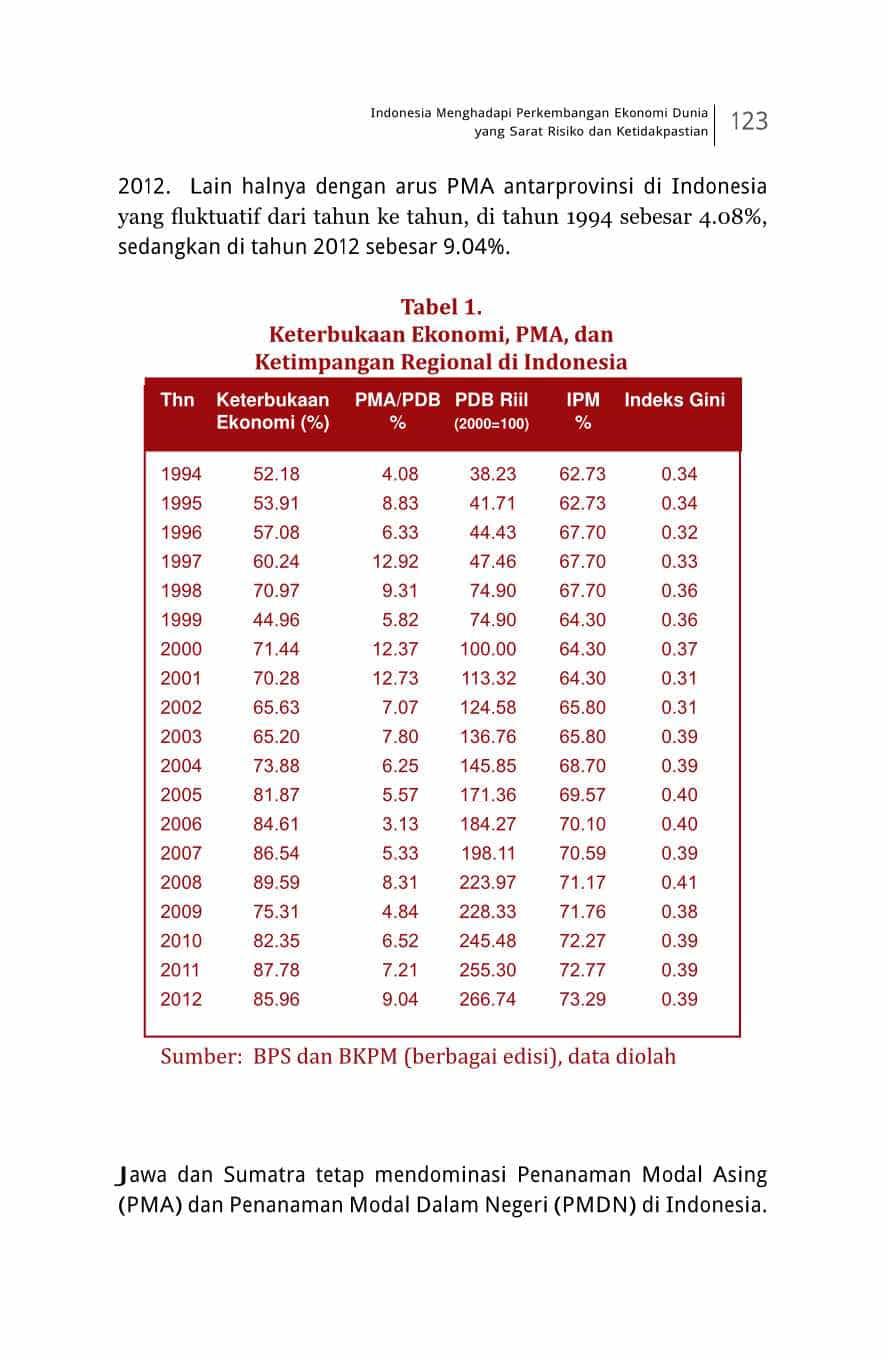 Indonesia Menghadapi Perkembangan Ekonomi Dunia
yang Sarat Risiko dan Ketidakpastian
123
2012. Lain halnya dengan arus PMA antarprovinsi di Indonesia
yang fluktuatif dari tahun ke tahun, di tahun 1994 sebesar 4.08%,
sedangkan di tahun 2012 sebesar 9.04%.
Tabel 1.
Keterbukaan Ekonomi, PMA, dan
Ketimpangan Regional di Indonesia
Thn Keterbukaan PMA/PDB PDB Riil IPM Indeks Gini
Ekonomi (%) % (2000=100) %
1994 52.18 4.08 38.23 62.73 0.34
1995 53.91 8.83 41.71 62.73 0.34
1996 57.08 6.33 44.43 67.70 0.32
1997 60.24 12.92 47.46 67.70 0.33
1998 70.97 9.31 74.90 67.70 0.36
1999 44.96 5.82 74.90 64.30 0.36
2000 71.44 12.37 100.00 64.30 0.37
2001 70.28 12.73 113.32 64.30 0.31
2002 65.63 7.07 124.58 65.80 0.31
2003 65.20 7.80 136.76 65.80 0.39
2004 73.88 6.25 145.85 68.70 0.39
2005 81.87 5.57 171.36 69.57 0.40
2006 84.61 3.13 184.27 70.10 0.40
2007 86.54 5.33 198.11 70.59 0.39
2008 89.59 8.31 223.97 71.17 0.41
2009 75.31 4.84 228.33 71.76 0.38
2010 82.35 6.52 245.48 72.27 0.39
2011 87.78 7.21 255.30 72.77 0.39
2012 85.96 9.04 266.74 73.29 0.39
Sumber: BPS dan BKPM (berbagai edisi), data diolah
Jawa dan Sumatra tetap mendominasi Penanaman Modal Asing
(PMA) dan Penanaman Modal Dalam Negeri (PMDN) di Indonesia.